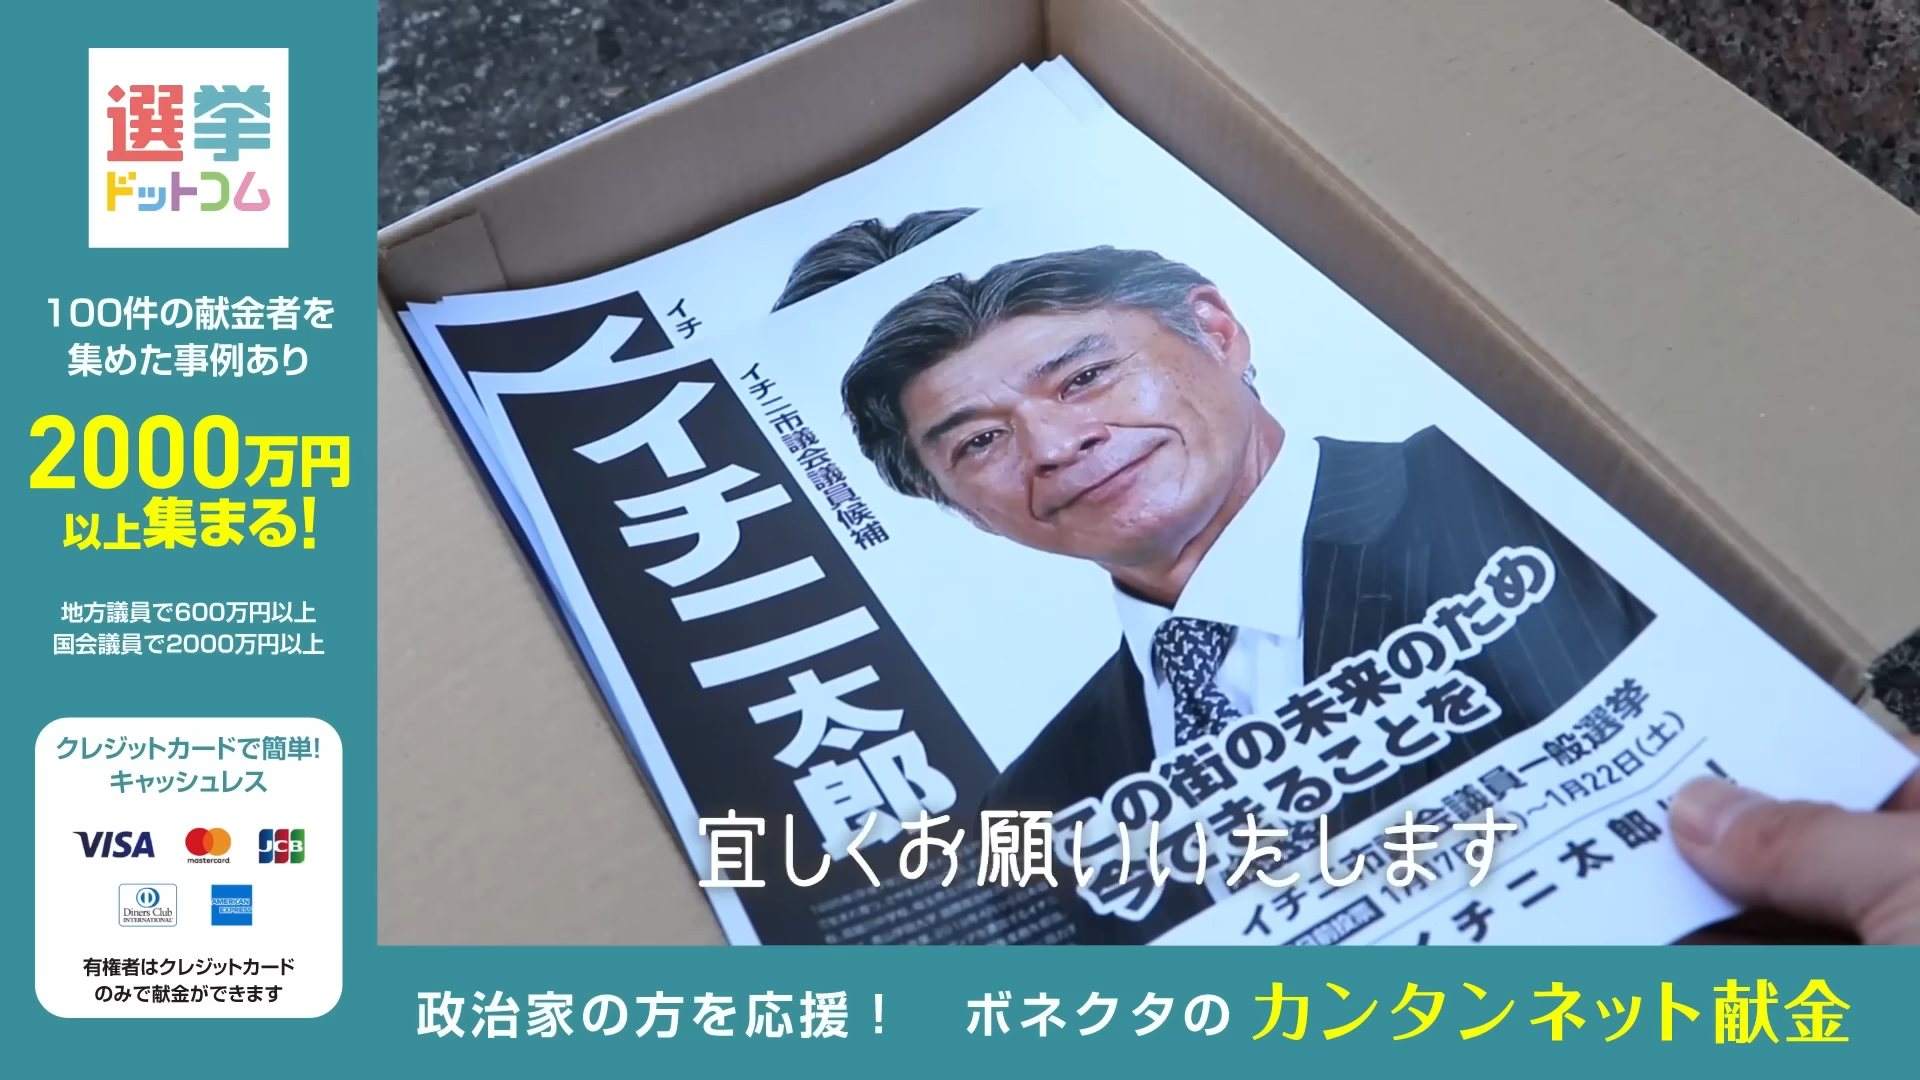 選挙
ドットコム
100件の献金者を
集めた事例あり
2000万円
以上集まる!
地方議員で600万円以上
国会議員で2000万円以上
クレジットカードで簡単!
キャッシュレス
VISA
mastercard
JCB
Diners Club
INTERNATIONAL
AMERICAN
EXPRESS
有権者はクレジットカード
のみで献金ができます
イ
イチ
イチニ太郎
イチニ市議会議員候補
この街の未来のため
今できることを
会議員一般選挙
〜1月22日(土)
イチニ太郎
宜しくお願いいたします
政治家の方を応援! ボネクタのカンタンネット献金